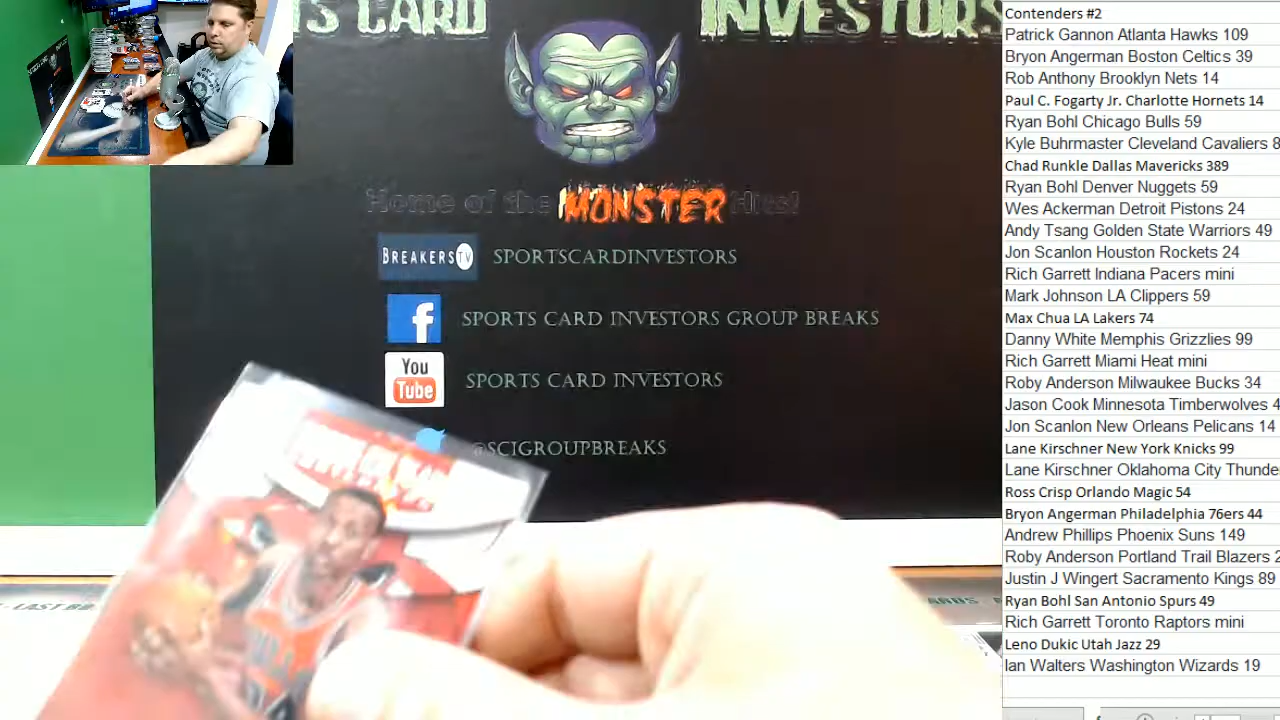 TS CARD INVESTORS
Home of the MONSTER Hits!
BREAKERS TV SPORTSCARDINVESTORS
f SPORTS CARD INVESTORS GROUP BREAKS
You Tube SPORTS CARD INVESTORS
@SCIGROUPBREAKS
Contenders #2
Patrick Gannon Atlanta Hawks 109
Bryon Angerman Boston Celtics 39
Rob Anthony Brooklyn Nets 14
Paul C. Fogarty Jr. Charlotte Hornets 14
Ryan Bohl Chicago Bulls 59
Kyle Buhrmaster Cleveland Cavaliers 8
Chad Runkle Dallas Mavericks 389
Ryan Bohl Denver Nuggets 59
Wes Ackerman Detroit Pistons 24
Andy Tsang Golden State Warriors 49
Jon Scanlon Houston Rockets 24
Rich Garrett Indiana Pacers mini
Mark Johnson LA Clippers 59
Max Chua LA Lakers 74
Danny White Memphis Grizzlies 99
Rich Garrett Miami Heat mini
Roby Anderson Milwaukee Bucks 34
Jason Cook Minnesota Timberwolves 4
Jon Scanlon New Orleans Pelicans 14
Lane Kirschner New York Knicks 99
Lane Kirschner Oklahoma City Thunde
Ross Crisp Orlando Magic 54
Bryon Angerman Philadelphia 76ers 44
Andrew Phillips Phoenix Suns 149
Roby Anderson Portland Trail Blazers 2
Justin J Wingert Sacramento Kings 89
Ryan Bohl San Antonio Spurs 49
Rich Garrett Toronto Raptors mini
Leno Dukic Utah Jazz 29
Ian Walters Washington Wizards 19